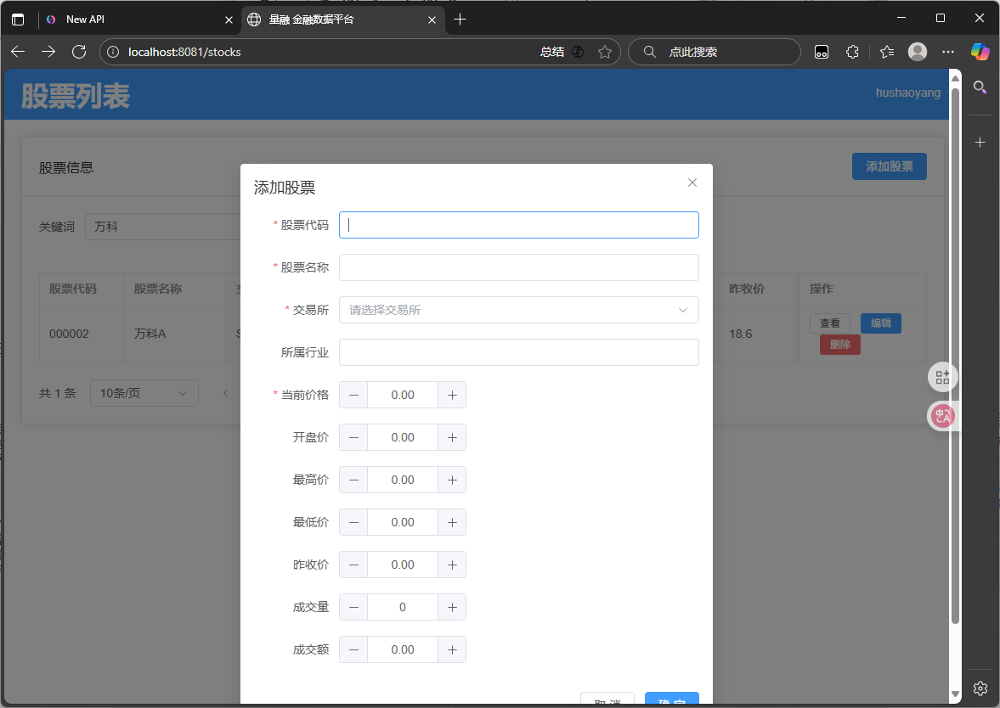 New API
量融 金融数据平台
localhost:8081/stocks
总结
点此搜索
股票列表
hushaoyang
股票信息
添加股票
关键词
万科
股票代码
股票名称
昨收价
操作
000002
万科A
18.6
查看
编辑
删除
共 1 条
10条/页
添加股票
* 股票代码
* 股票名称
* 交易所
请选择交易所
所属行业
* 当前价格
0.00
开盘价
0.00
最高价
0.00
最低价
0.00
昨收价
0.00
成交量
0
成交额
0.00
取 消
确 定